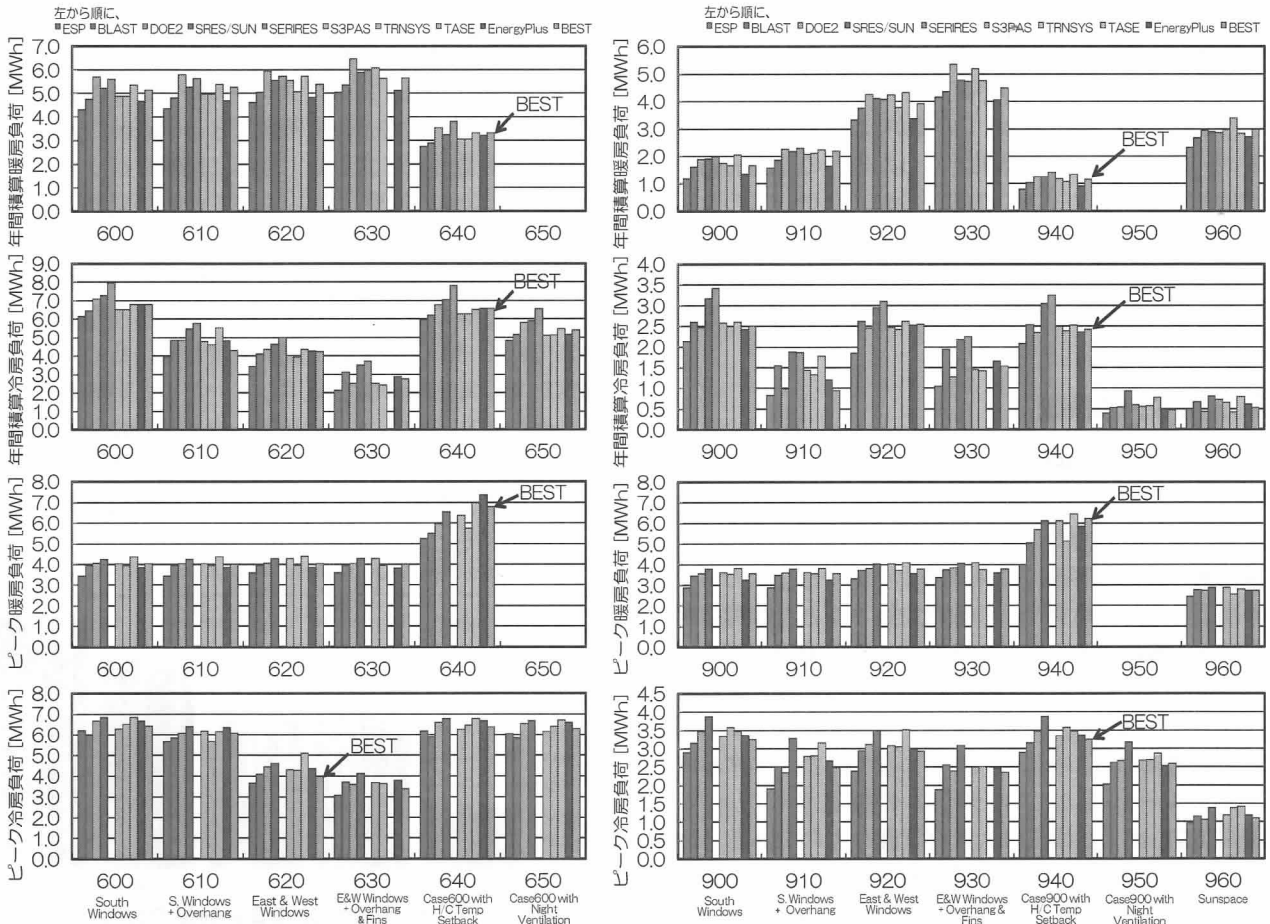 左から順に、
ESP BLAST DOE2 SRES/SUN SERIRES S3PAS TRNSYS TASE EnergyPlus BEST
年間積算暖房負荷 [MWh]
7.0
6.0
5.0
4.0
3.0
2.0
1.0
0.0
BEST
600 610 620 630 640 650
年間積算冷房負荷 [MWh]
9.0
8.0
7.0
6.0
5.0
4.0
3.0
2.0
1.0
0.0
BEST
600 610 620 630 640 650
ピーク暖房負荷 [MWh]
8.0
7.0
6.0
5.0
4.0
3.0
2.0
1.0
0.0
BEST
600 610 620 630 640 650
ピーク冷房負荷 [MWh]
8.0
7.0
6.0
5.0
4.0
3.0
2.0
1.0
0.0
BEST
600 610 620 630 640 650
South Windows
S. Windows + Overhang
East & West Windows
E&W Windows + Overhang & Fins
Case600 with H/C Temp Setback
Case600 with Night Ventilation
左から順に、
ESP BLAST DOE2 SRES/SUN SERIRES S3PAS TRNSYS TASE EnergyPlus BEST
年間積算暖房負荷 [MWh]
6.0
5.0
4.0
3.0
2.0
1.0
0.0
BEST
900 910 920 930 940 950 960
年間積算冷房負荷 [MWh]
4.0
3.5
3.0
2.5
2.0
1.5
1.0
0.5
0.0
BEST
900 910 920 930 940 950 960
ピーク暖房負荷 [MWh]
8.0
7.0
6.0
5.0
4.0
3.0
2.0
1.0
0.0
BEST
900 910 920 930 940 950 960
ピーク冷房負荷 [MWh]
4.5
4.0
3.5
3.0
2.5
2.0
1.5
1.0
0.5
0.0
BEST
900 910 920 930 940 950 960
South Windows
S. Windows + Overhang
East & West Windows
E&W Windows + Overhang & Fins
Case900 with H/C Temp Setback
Case900 with Night Ventilation
Sunspace